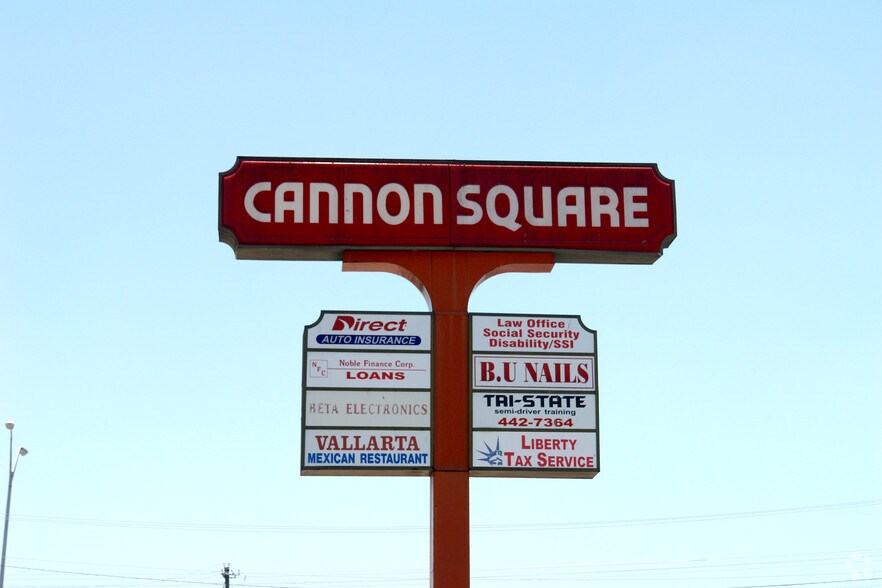 CANNON SQUARE
Direct
AUTO INSURANCE
NFC
Noble Finance Corp.
LOANS
BETA ELECTRONICS
VALLARTA
MEXICAN RESTAURANT
Law Office
Social Security
Disability/SSI
B.U NAILS
TRI-STATE
semi-driver training
442-7364
LIBERTY
TAX SERVICE